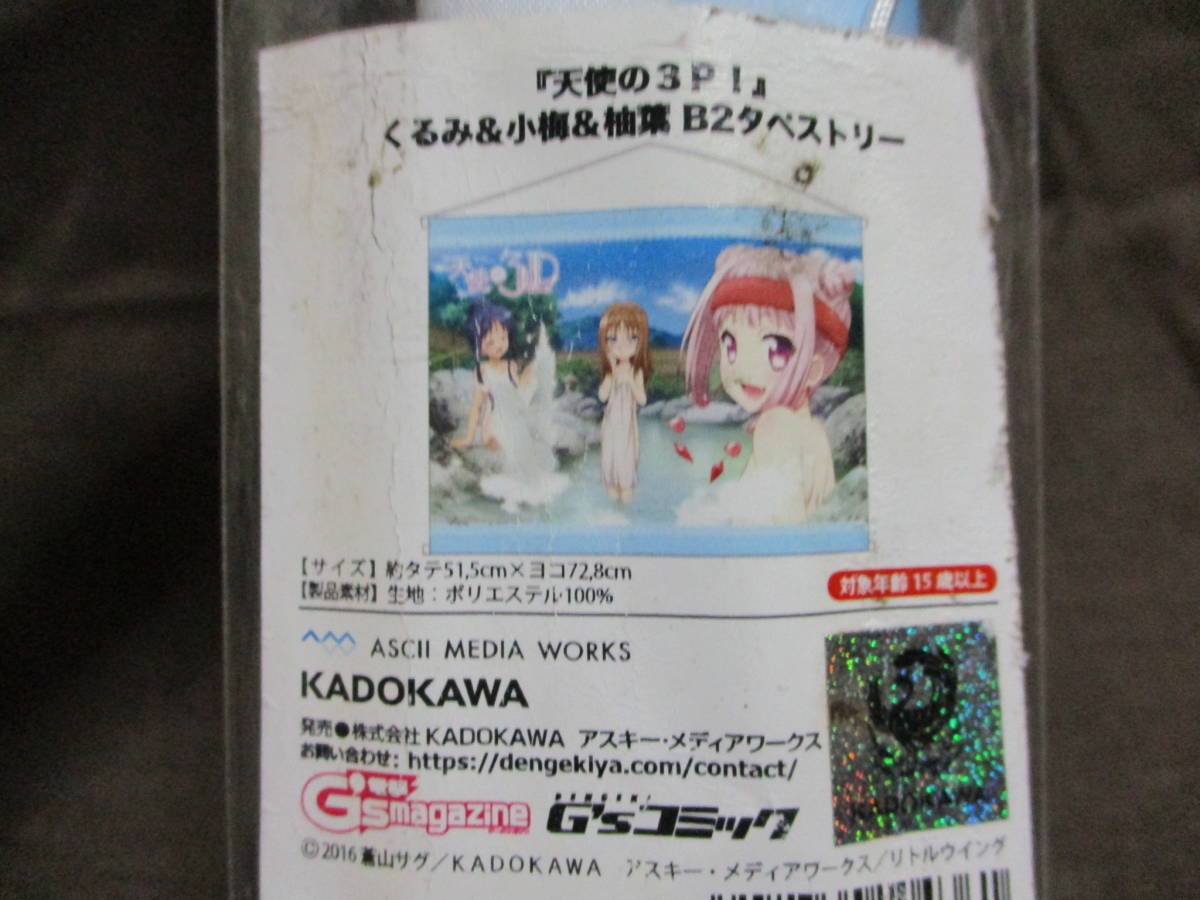 『天使の３Ｐ！』
くるみ＆小梅＆柚葉 B2タペストリー
【サイズ】約タテ51,5cm×ヨコ72,8cm
【製品素材】生地：ポリエステル100%
対象年齢 15 歳以上
ASCII MEDIA WORKS
KADOKAWA
発売●株式会社 KADOKAWA アスキー・メディアワークス
お問い合わせ: https://dengekiya.com/contact/
電撃
G'smagazine
DENGEKI
G'sコミック
KADOKAWA
©2016 蒼山サグ／KADOKAWA アスキー・メディアワークス／リトルウイング